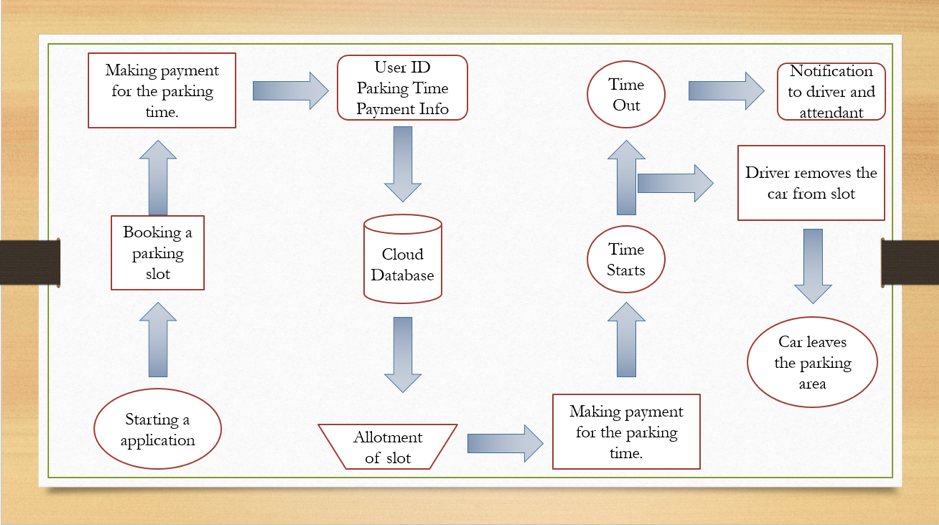 Making payment
for the parking
time.
User ID
Parking Time
Payment Info
Time
Out
Notification
to driver and
attendant
Driver removes the
car from slot
Booking a
parking
slot
Cloud
Database
Time
Starts
Car leaves
the parking
area
Starting a
application
Allotment
of slot
Making payment
for the parking
time.